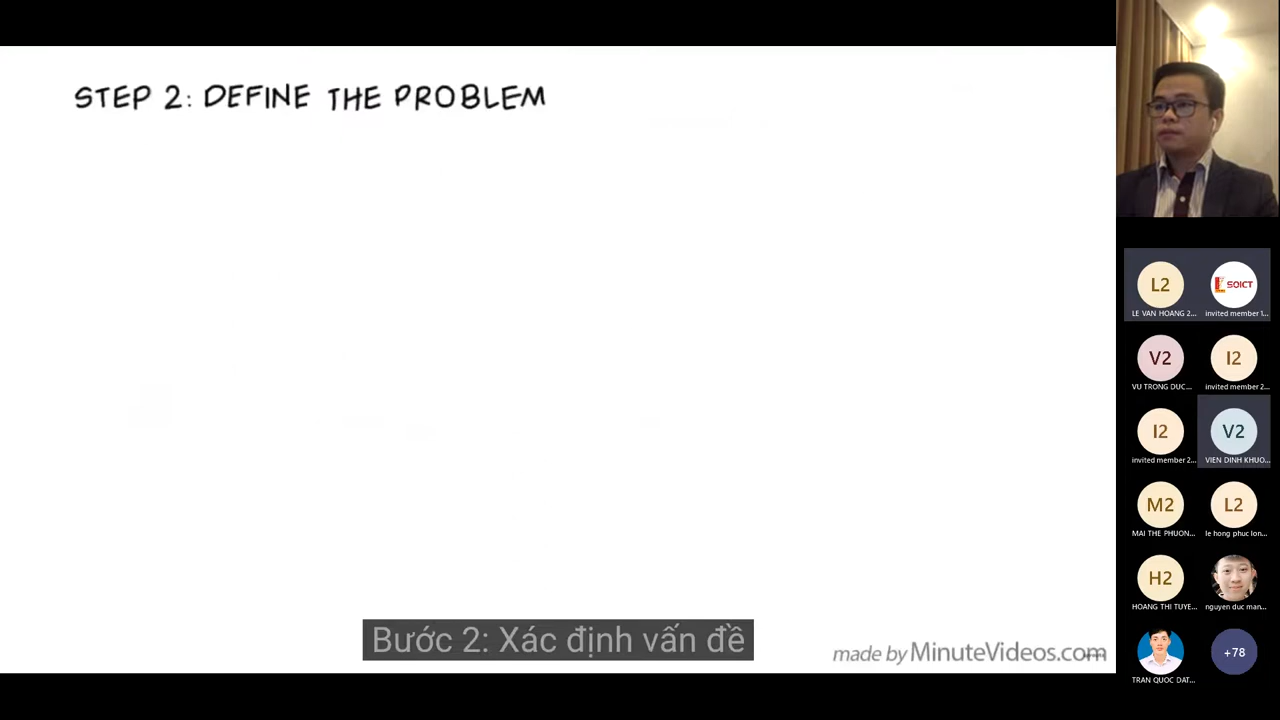 STEP 2: DEFINE THE PROBLEM
Bước 2: Xác định vấn đề
made by MinuteVideos.com
L2
SOICT
LE VAN HOANG 2...
invited member 1...
V2
I2
VU TRONG DUC...
invited member 2...
I2
V2
invited member 2...
VIEN DINH KHUO...
M2
L2
MAI THE PHUON...
le hong phuc lon...
H2
HOANG THI TUYE...
nguyen duc man...
+78
TRAN QUOC DAT...